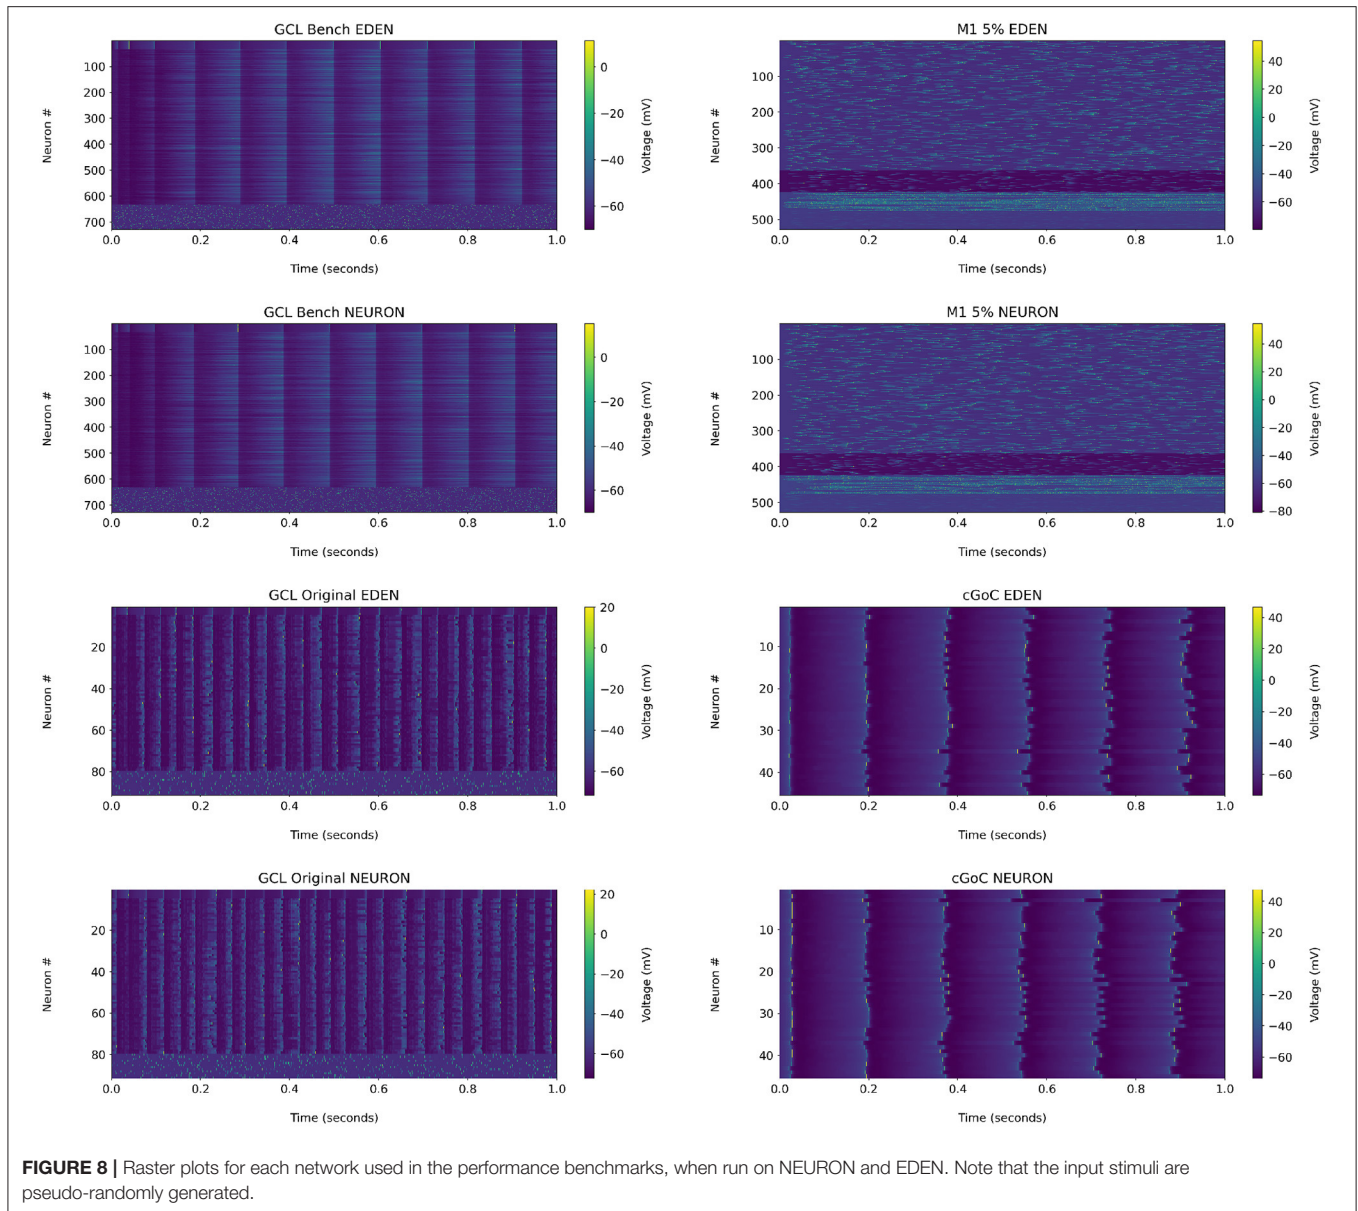 GCL Bench EDEN
Neuron #
100
200
300
400
500
600
700
0.0 0.2 0.4 0.6 0.8 1.0
Time (seconds)
0
−20
−40
−60
Voltage (mV)
M1 5% EDEN
Neuron #
100
200
300
400
500
0.0 0.2 0.4 0.6 0.8 1.0
Time (seconds)
40
20
0
−20
−40
−60
Voltage (mV)
GCL Bench NEURON
Neuron #
100
200
300
400
500
600
700
0.0 0.2 0.4 0.6 0.8 1.0
Time (seconds)
0
−20
−40
−60
Voltage (mV)
M1 5% NEURON
Neuron #
100
200
300
400
500
0.0 0.2 0.4 0.6 0.8 1.0
Time (seconds)
40
20
0
−20
−40
−60
−80
Voltage (mV)
GCL Original EDEN
Neuron #
20
40
60
80
0.0 0.2 0.4 0.6 0.8 1.0
Time (seconds)
20
0
−20
−40
−60
Voltage (mV)
cGoC EDEN
Neuron #
10
20
30
40
0.0 0.2 0.4 0.6 0.8 1.0
Time (seconds)
40
20
0
−20
−40
−60
Voltage (mV)
GCL Original NEURON
Neuron #
20
40
60
80
0.0 0.2 0.4 0.6 0.8 1.0
Time (seconds)
20
0
−20
−40
−60
Voltage (mV)
cGoC NEURON
Neuron #
10
20
30
40
0.0 0.2 0.4 0.6 0.8 1.0
Time (seconds)
40
20
0
−20
−40
−60
Voltage (mV)
FIGURE 8 | Raster plots for each network used in the performance benchmarks, when run on NEURON and EDEN. Note that the input stimuli are
pseudo-randomly generated.